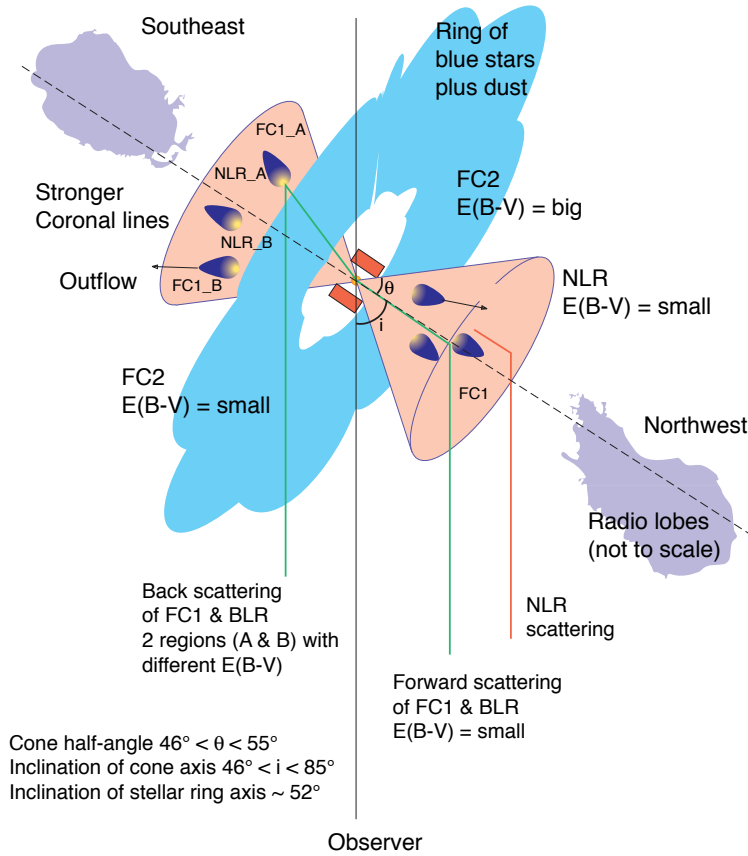 Southeast
Ring of
blue stars
plus dust
FC1_A
NLR_A
Stronger
Coronal lines
NLR_B
FC2
E(B-V) = big
Outflow
FC1_B
θ
NLR
E(B-V) = small
i
FC2
E(B-V) = small
FC1
Northwest
Radio lobes
(not to scale)
Back scattering
of FC1 & BLR
2 regions (A & B) with
different E(B-V)
NLR
scattering
Forward scattering
of FC1 & BLR
E(B-V) = small
Cone half-angle 46° < θ < 55°
Inclination of cone axis 46° < i < 85°
Inclination of stellar ring axis ~ 52°
Observer